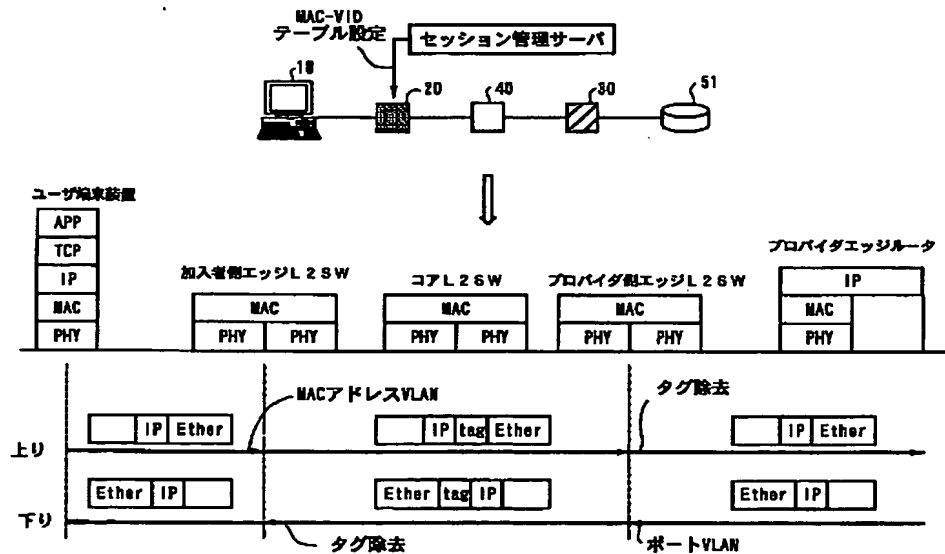 MAC-VID
テーブル設定
セッション管理サーバ
10
20
40
30
51
ユーザ端末装置
APP
TCP
IP
MAC
PHY
加入者側エッジL2SW
MAC
PHY PHY
コアL2SW
MAC
PHY PHY
プロバイダ側エッジL2SW
MAC
PHY PHY
プロバイダエッジルータ
IP
MAC
PHY
MACアドレスVLAN
タグ除去
上り
IP Ether
IP tag Ether
IP Ether
下り
Ether IP
Ether tag IP
Ether IP
タグ除去
ポートVLAN